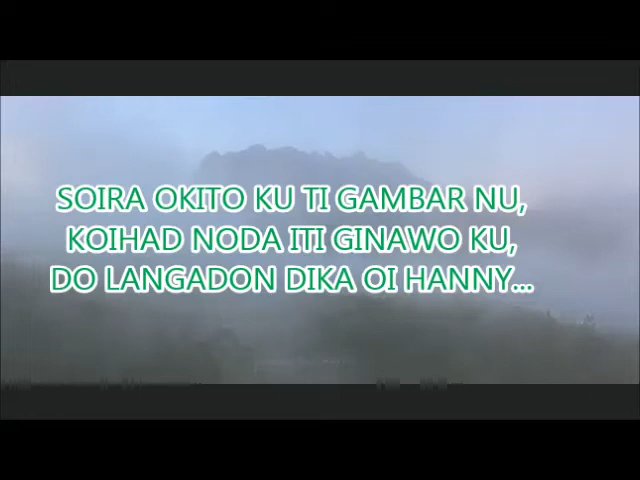 SOIRA OKITO KU TI GAMBAR NU,
KOIHAD NODA ITI GINAWO KU,
DO LANGADON DIKA OI HANNY...